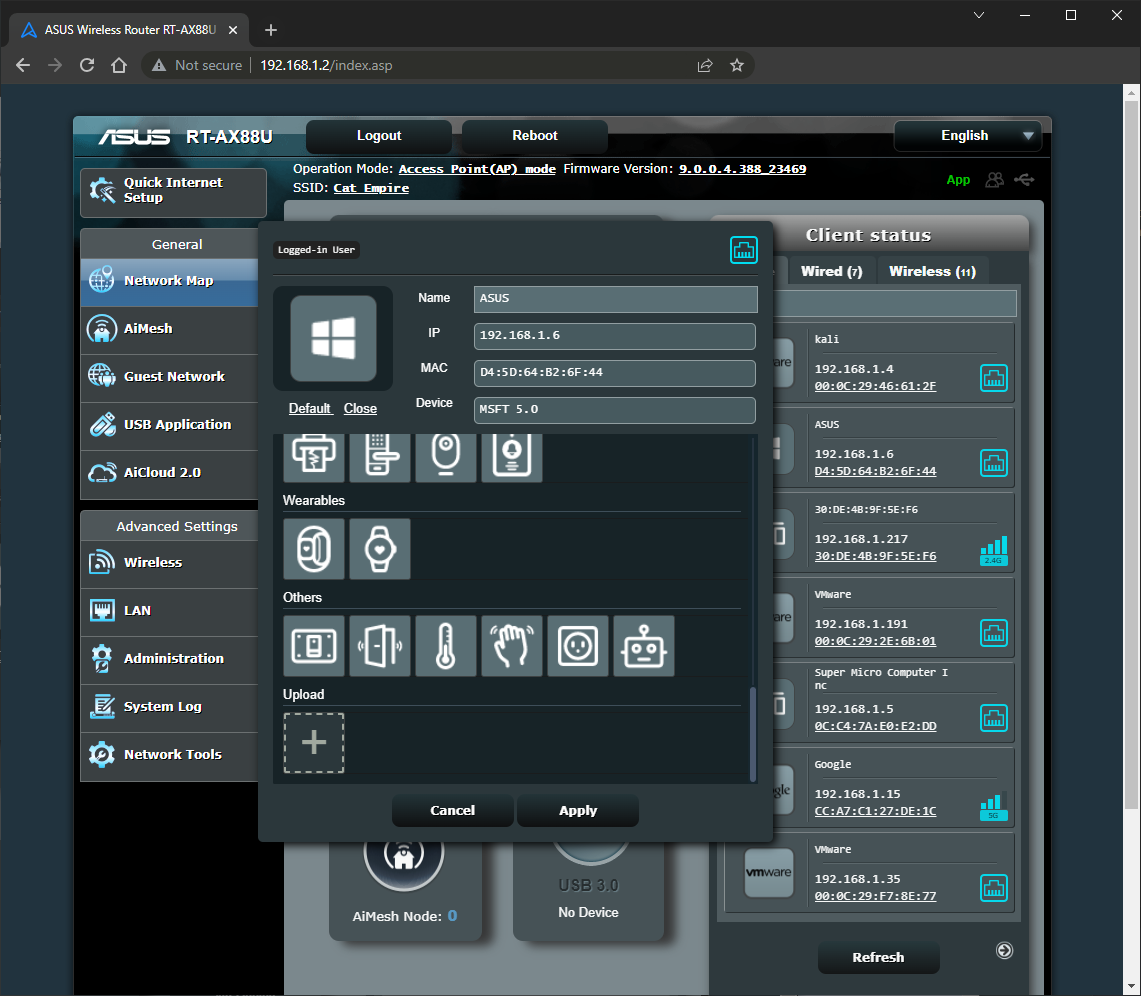 ASUS Wireless Router RT-AX88U
Not secure
192.168.1.2/index.asp
ASUS RT-AX88U
Logout
Reboot
English
Operation Mode: Access Point(AP) mode Firmware Version: 9.0.0.4.388_23469
SSID: Cat Empire
App
Quick Internet
Setup
General
Network Map
AiMesh
Guest Network
USB Application
AiCloud 2.0
Advanced Settings
Wireless
LAN
Administration
System Log
Network Tools
Logged-in User
Name
ASUS
IP
192.168.1.6
MAC
D4:5D:64:B2:6F:44
Device
MSFT 5.0
Default Close
Wearables
Others
Upload
Cancel
Apply
AiMesh Node: 0
USB 3.0
No Device
Client status
Wired (7)
Wireless (11)
kali
192.168.1.4
00:0C:29:46:61:2F
ASUS
192.168.1.6
D4:5D:64:B2:6F:44
30:DE:4B:9F:5E:F6
192.168.1.217
30:DE:4B:9F:5E:F6
2.4G
VMware
192.168.1.191
00:0C:29:2E:6B:01
Super Micro Computer I
nc
192.168.1.5
0C:C4:7A:E0:E2:DD
Google
192.168.1.15
CC:A7:C1:27:DE:1C
5G
VMware
vmware
192.168.1.35
00:0C:29:F7:8E:77
Refresh